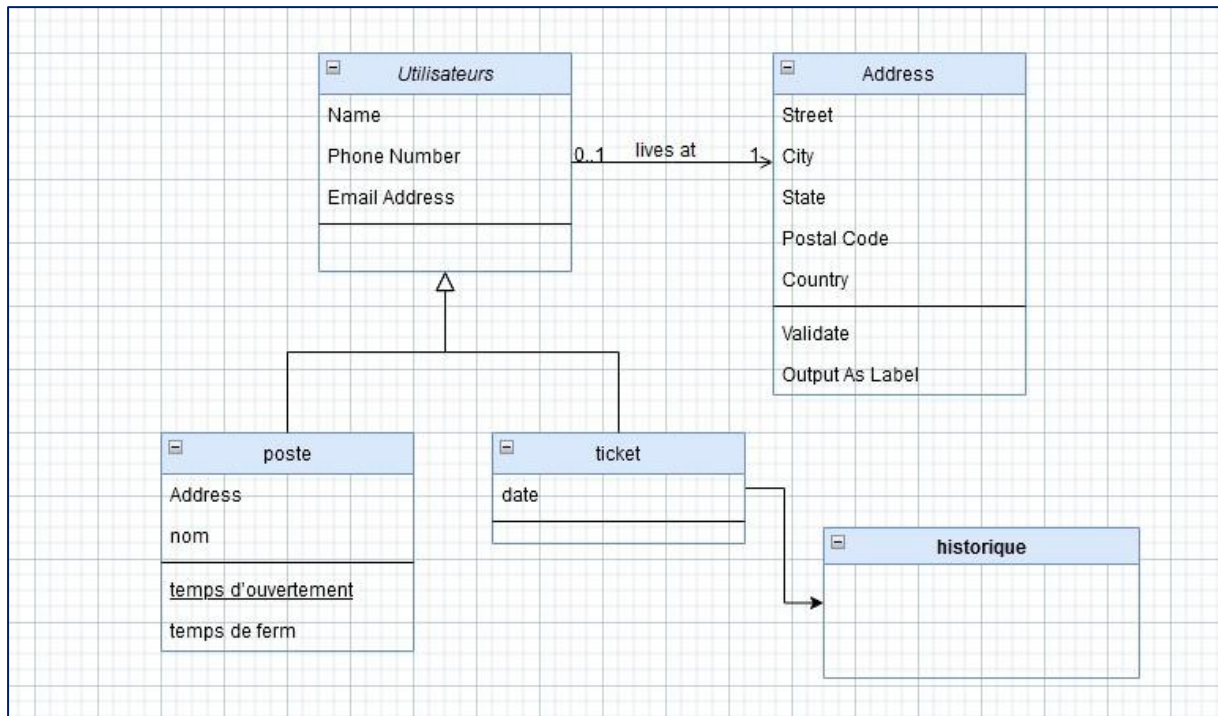 Utilisateurs
Name
Phone Number
Email Address
0..1 lives at 1
Address
Street
City
State
Postal Code
Country
Validate
Output As Label
poste
Address
nom
temps d'ouvertement
temps de ferm
ticket
date
historique